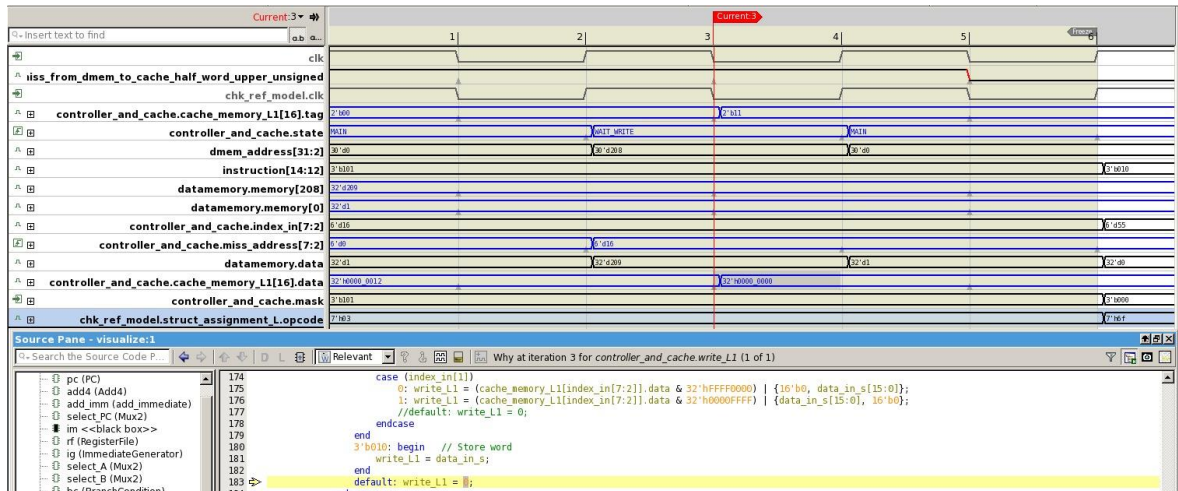 Current:3
Insert text to find
a.b a...
Current:3
Freeze
1 2 3 4 5 6
clk
iiss_from_dmem_to_cache_half_word_upper_unsigned
chk_ref_model.clk
controller_and_cache.cache_memory_L1[16].tag 2'b00 2'b11
controller_and_cache.state MAIN WAIT_WRITE MAIN
dmem_address[31:2] 30'd0 30'd208 30'd0
instruction[14:12] 3'b101 3'b010
datamemory.memory[208] 32'd209
datamemory.memory[0] 32'd1
controller_and_cache.index_in[7:2] 6'd16 6'd55
controller_and_cache.miss_address[7:2] 6'd0 6'd16
datamemory.data 32'd1 32'd209 32'd1 32'd0
controller_and_cache.cache_memory_L1[16].data 32'h0000_0012 32'h0000_0000
controller_and_cache.mask 3'b101 3'b000
chk_ref_model.struct_assignment_L.opcode 7'h03 7'h6f
Source Pane - visualize:1
Search the Source Code P...
D L
Relevant
Why at iteration 3 for controller_and_cache.write_L1 (1 of 1)
pc (PC)
add4 (Add4)
add_imm (add_immediate)
select_PC (Mux2)
im <<black box>>
rf (RegisterFile)
ig (ImmediateGenerator)
select_A (Mux2)
select_B (Mux2)
bc (BranchCondition)
174 case (index_in[1])
175 0: write_L1 = (cache_memory_L1[index_in[7:2]].data & 32'hFFFF0000) | {16'b0, data_in_s[15:0]};
176 1: write_L1 = (cache_memory_L1[index_in[7:2]].data & 32'h0000FFFF) | {data_in_s[15:0], 16'b0};
177 //default: write_L1 = 0;
178 endcase
179 end
180 3'b010: begin // Store word
181 write_L1 = data_in_s;
182 end
183 default: write_L1 = 0;